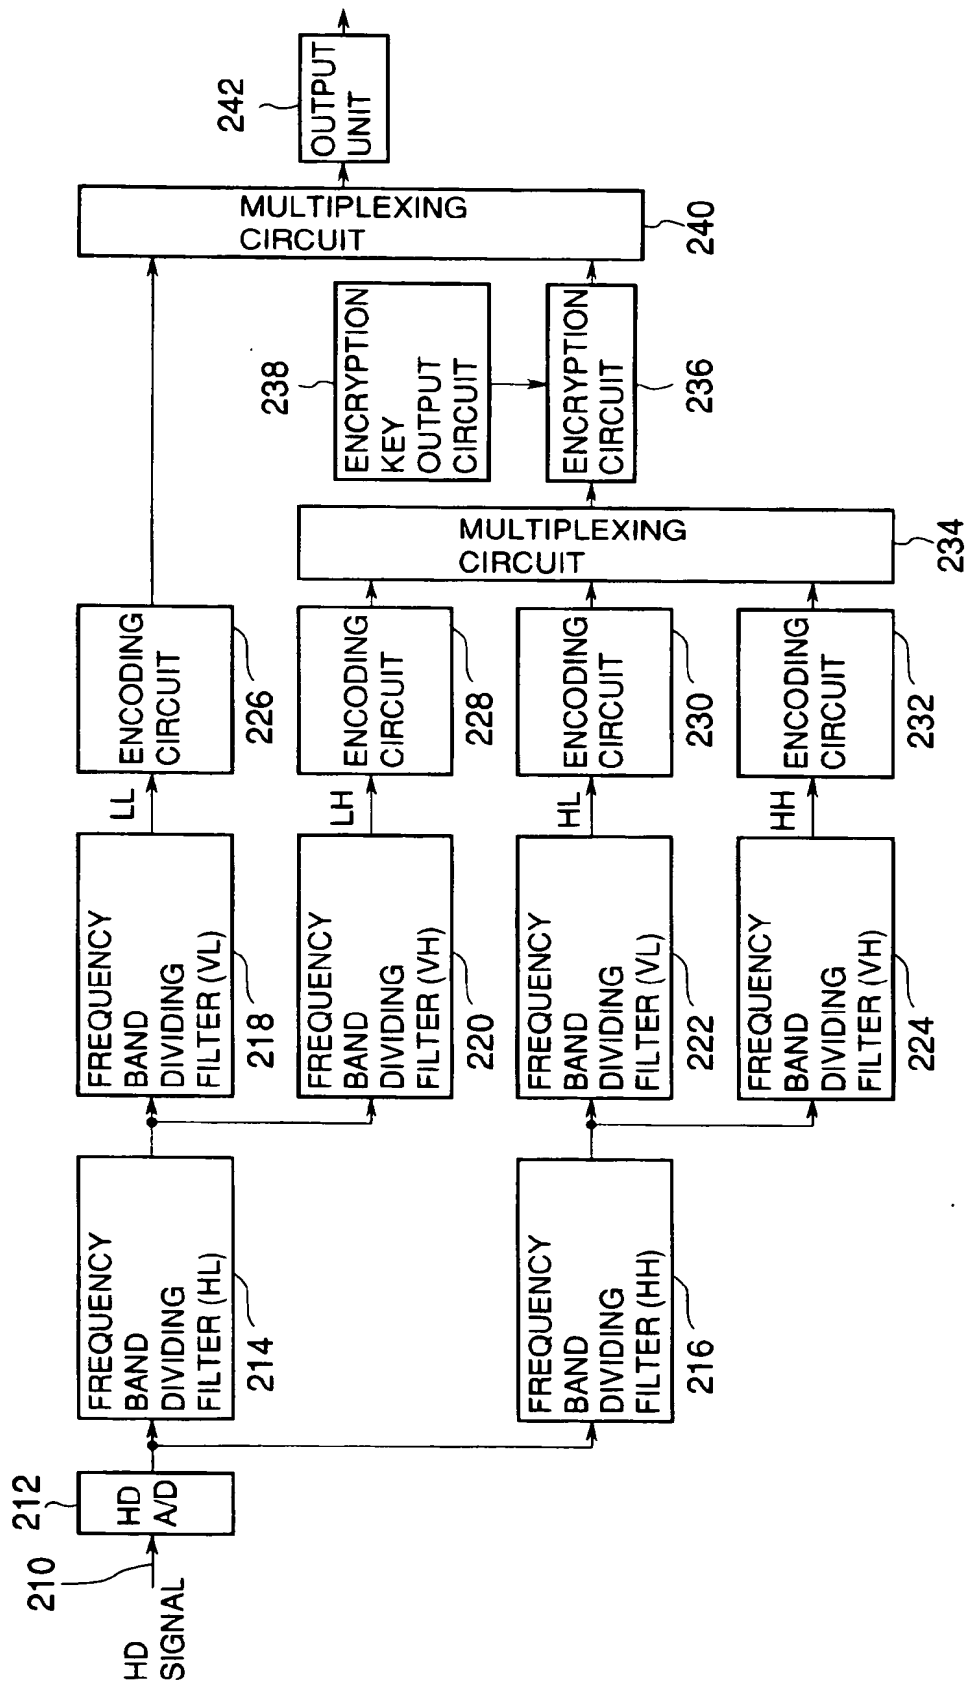 HD
SIGNAL
210
212
HD
A/D
FREQUENCY
BAND
DIVIDING
FILTER (HL)
214
FREQUENCY
BAND
DIVIDING
FILTER (HH)
216
FREQUENCY
BAND
DIVIDING
FILTER (VL)
218
FREQUENCY
BAND
DIVIDING
FILTER (VH)
220
FREQUENCY
BAND
DIVIDING
FILTER (VL)
222
FREQUENCY
BAND
DIVIDING
FILTER (VH)
224
LL
LH
HL
HH
ENCODING
CIRCUIT
226
ENCODING
CIRCUIT
228
ENCODING
CIRCUIT
230
ENCODING
CIRCUIT
232
MULTIPLEXING
CIRCUIT
234
238
ENCRYPTION
KEY
OUTPUT
CIRCUIT
ENCRYPTION
CIRCUIT
236
MULTIPLEXING
CIRCUIT
240
242
OUTPUT
UNIT